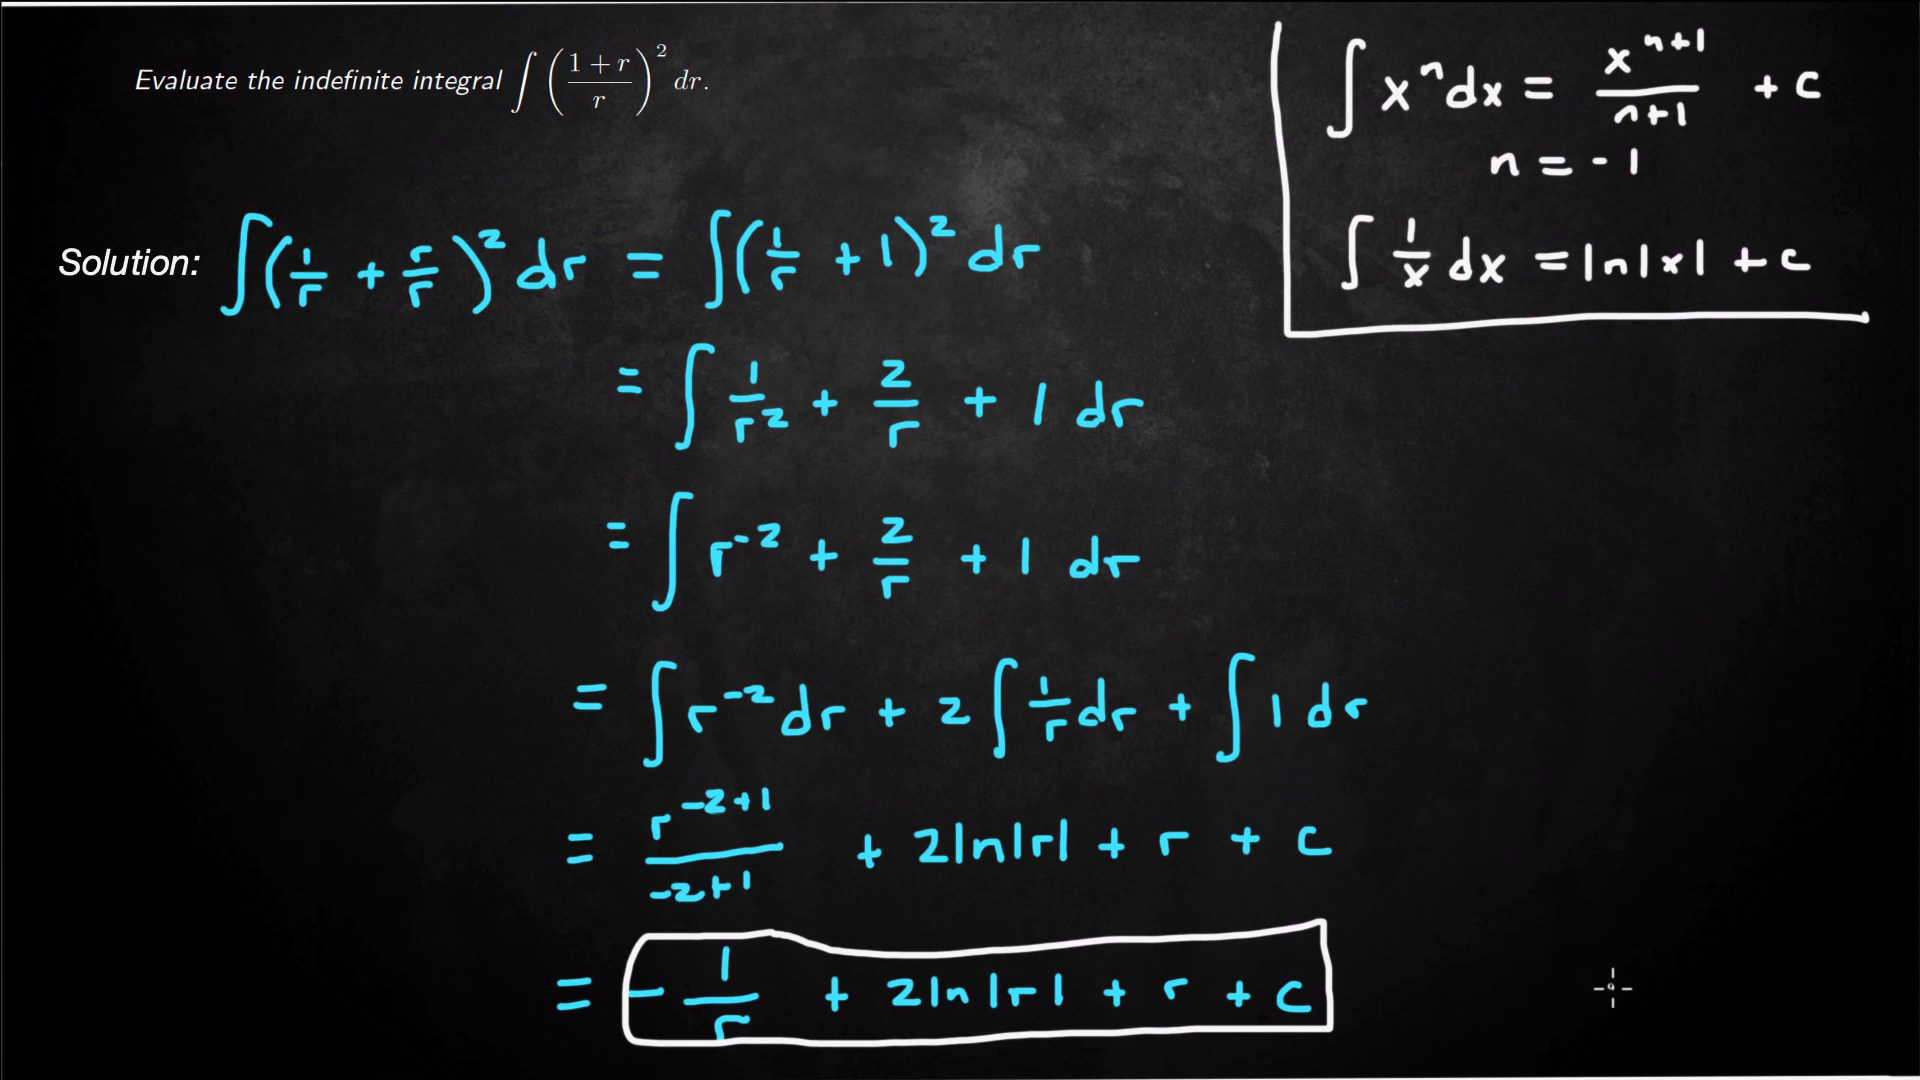 Evaluate the indefinite integral ∫ ((1 + r)/r)² dr.
∫ xⁿ dx = xⁿ⁺¹/(n+1) + c
n = -1
∫ 1/x dx = ln|x| + c
Solution: ∫(1/r + r/r)² dr = ∫(1/r + 1)² dr
= ∫ 1/r² + 2/r + 1 dr
= ∫ r⁻² + 2/r + 1 dr
= ∫ r⁻² dr + 2 ∫ 1/r dr + ∫ 1 dr
= r⁻²⁺¹/(-2+1) + 2ln|r| + r + c
= - 1/r + 2ln|r| + r + c